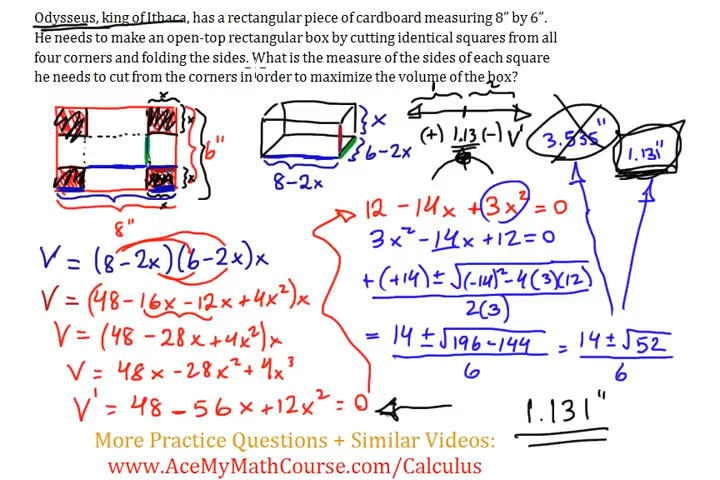 Odysseus, king of Ithaca, has a rectangular piece of cardboard measuring 8” by 6”.
He needs to make an open-top rectangular box by cutting identical squares from all
four corners and folding the sides. What is the measure of the sides of each square
he needs to cut from the corners in order to maximize the volume of the box?
x
x
6"
x
x
8"
x
6-2x
8-2x
1 2
(+) 1.13 (-) V'
3.535"
1.131"
V = (8-2x)(6-2x)x
V = (48-16x-12x+4x²)x
V = (48-28x+4x²)x
V = 48x-28x²+4x³
V' = 48-56x+12x² = 0
12-14x+3x² = 0
3x²-14x+12 = 0
+(+14) ± √(-14)²-4(3)(12)
2(3)
= 14±√196-144 = 14±√52
6 6
1.131"
More Practice Questions + Similar Videos:
www.AceMyMathCourse.com/Calculus